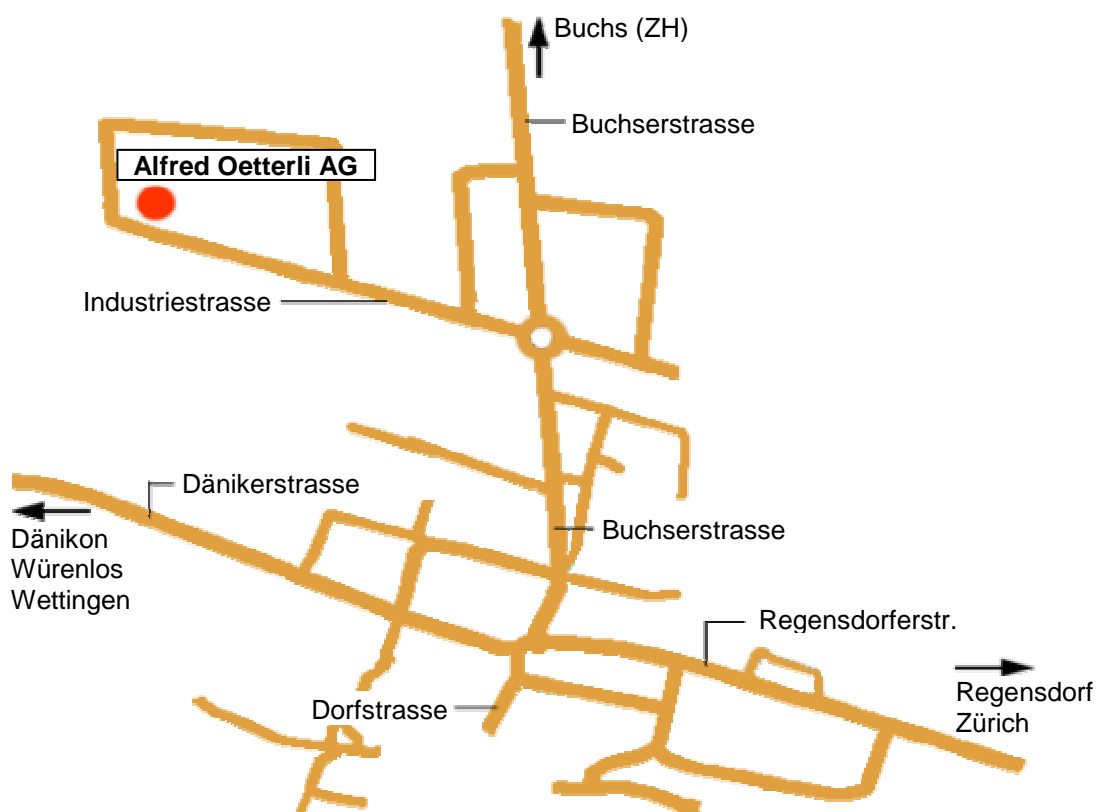 Buchs (ZH)
Buchserstrasse
Alfred Oetterli AG
Industriestrasse
Dänikerstrasse
Dänikon
Würenlos
Wettingen
Buchserstrasse
Regensdorferstr.
Dorfstrasse
Regensdorf
Zürich